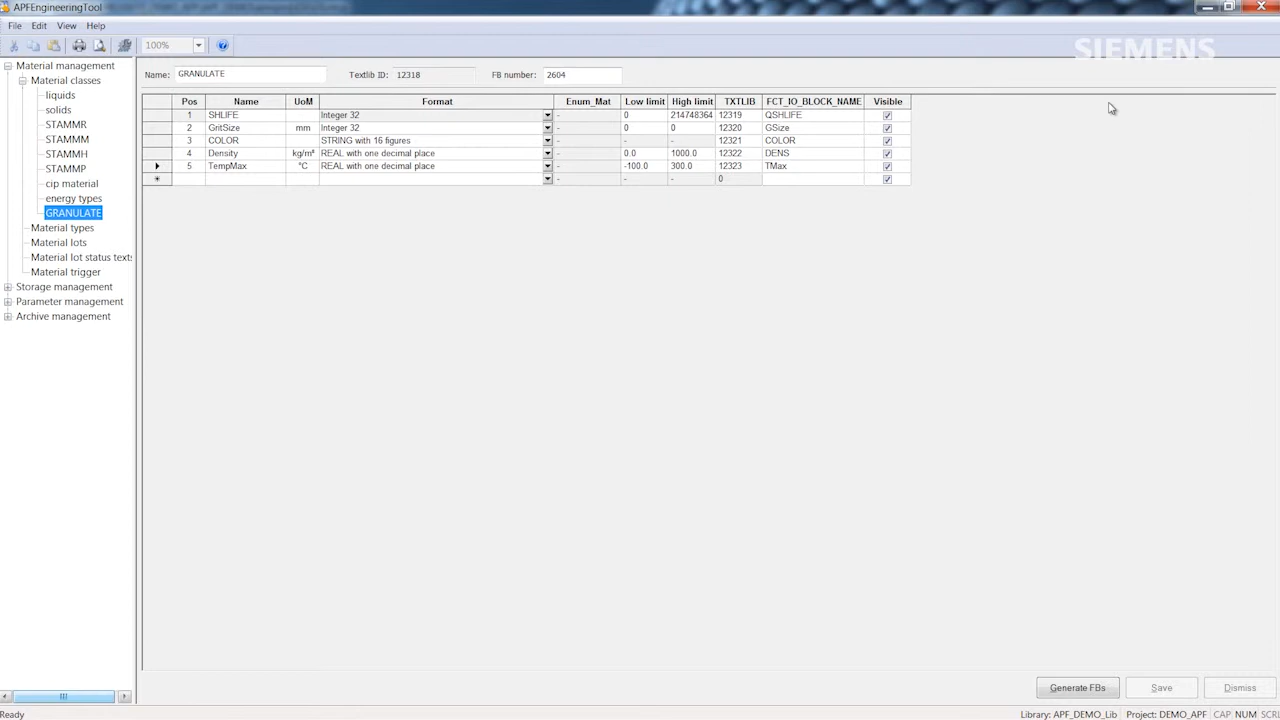 APFEngineeringTool
File Edit View Help
100%
SIEMENS
Material management
Material classes
liquids
solids
STAMMR
STAMMM
STAMMH
STAMMP
cip material
energy types
GRANULATE
Material types
Material lots
Material lot status texts
Material trigger
Storage management
Parameter management
Archive management
Name: GRANULATE Textlib ID: 12318 FB number: 2604
Pos Name UoM Format Enum_Mat Low limit High limit TXTLIB FCT_IO_BLOCK_NAME Visible
1 SHLIFE Integer 32 - 0 214748364 12319 QSHLIFE
2 GritSize mm Integer 32 - 0 0 12320 GSize
3 COLOR STRING with 16 figures - - - 12321 COLOR
4 Density kg/m³ REAL with one decimal place - 0.0 1000.0 12322 DENS
5 TempMax °C REAL with one decimal place - -100.0 300.0 12323 TMax
* - - - 0
Generate FBs Save Dismiss
Ready Library: APF_DEMO_Lib Project: DEMO_APF CAP NUM SCRI